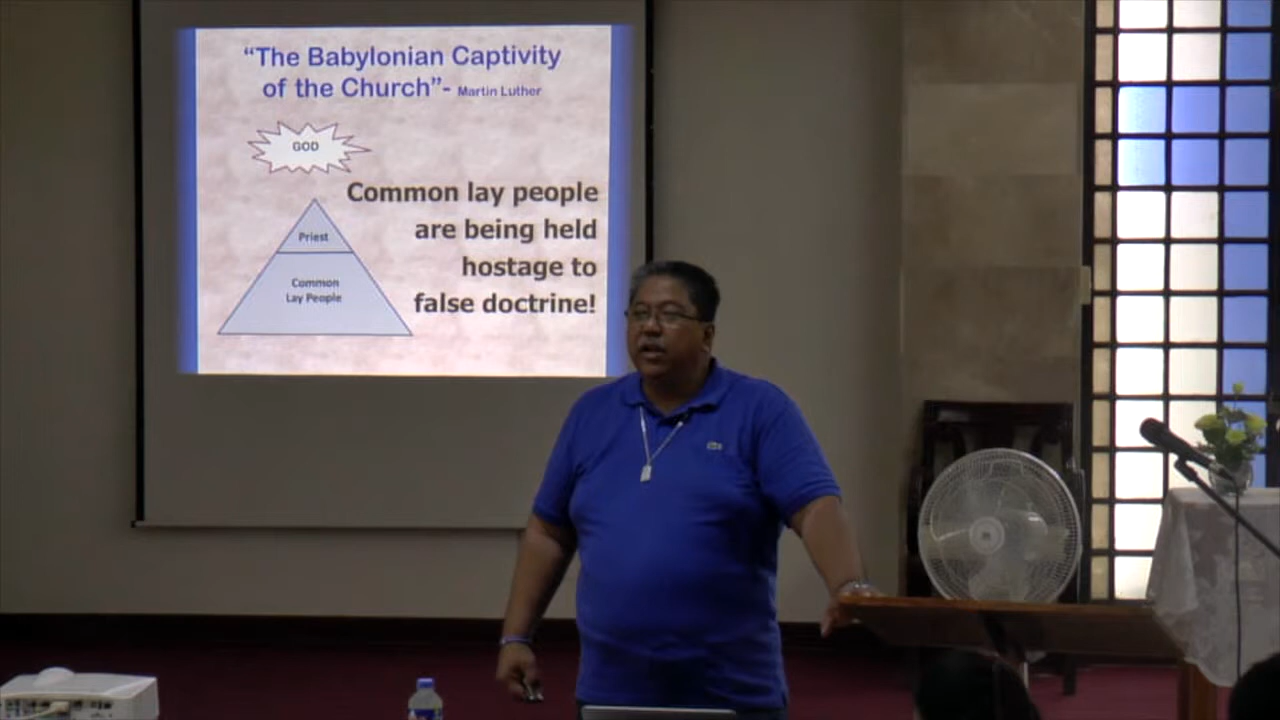 “The Babylonian Captivity
of the Church”- Martin Luther
GOD
Common lay people
are being held
hostage to
false doctrine!
Priest
Common
Lay People